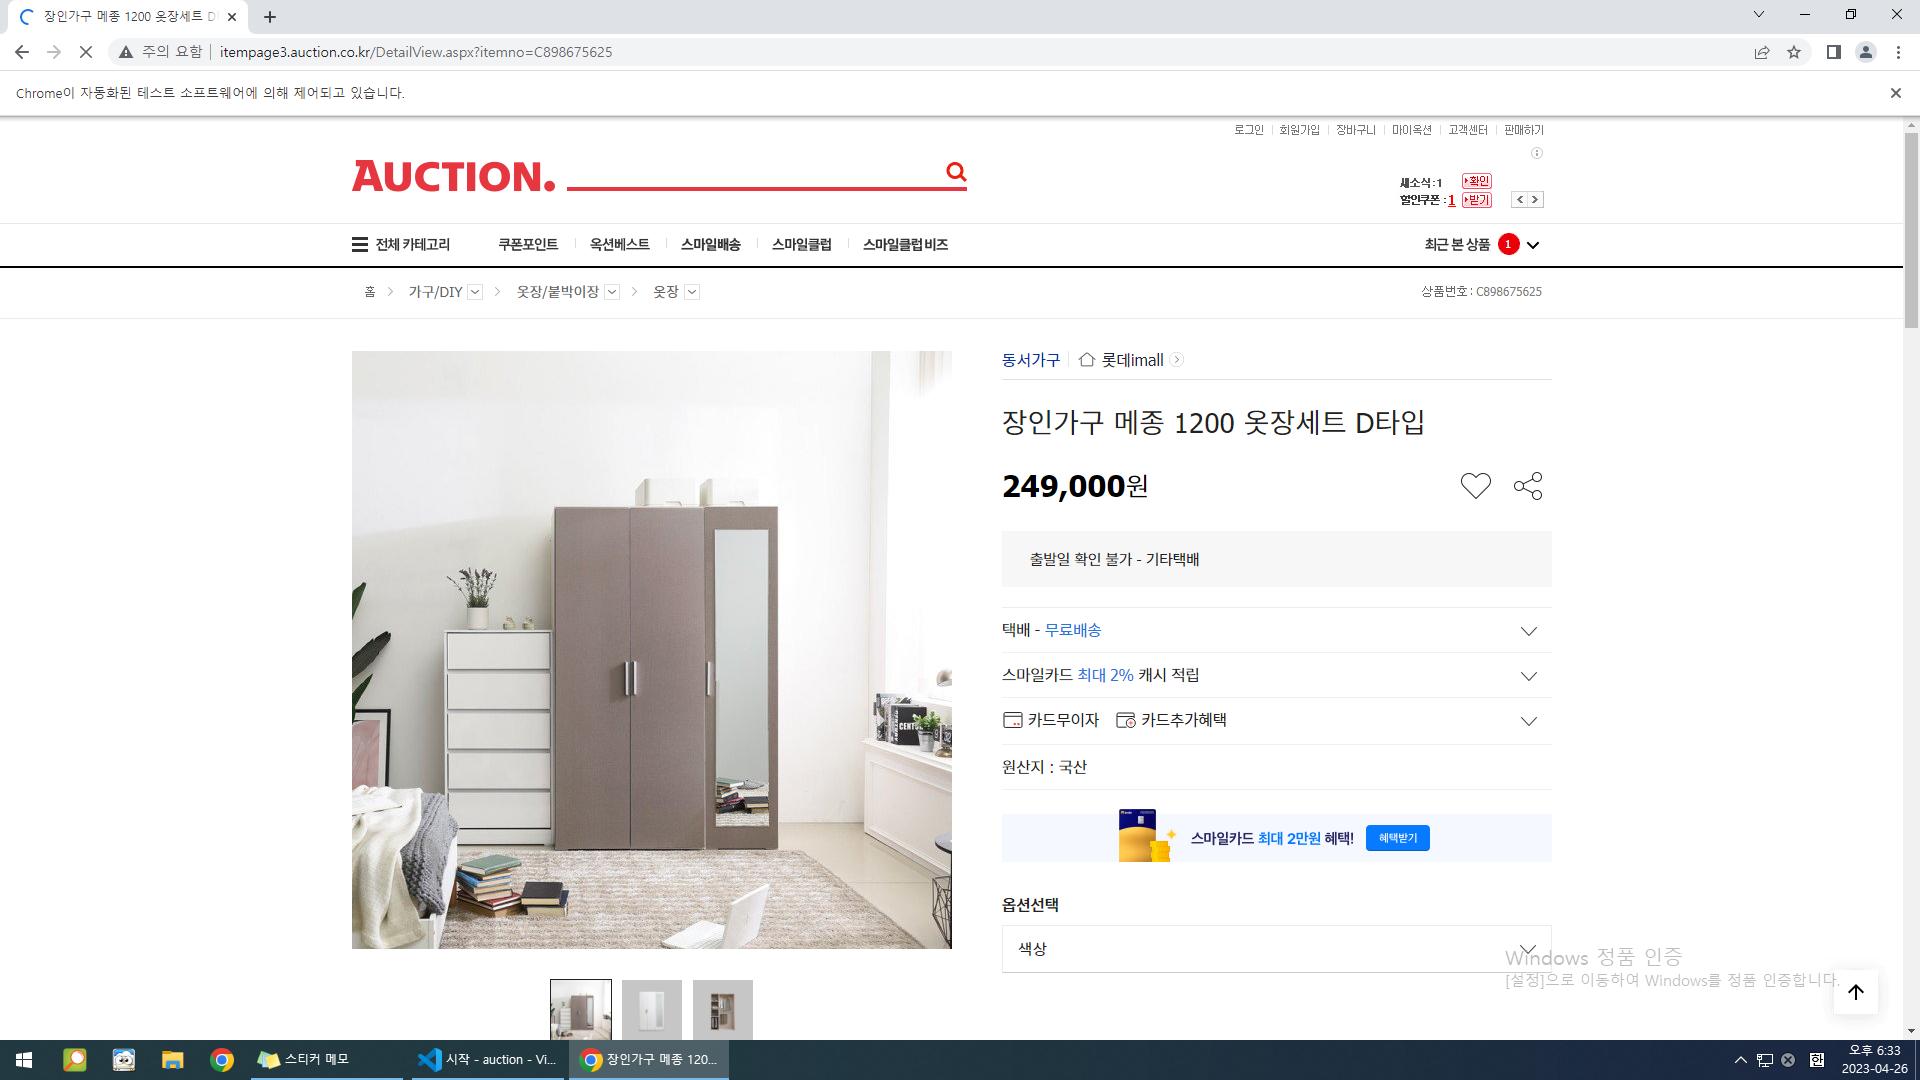 장인가구 메종 1200 옷장세트 D
주의 요함 itempage3.auction.co.kr/DetailView.aspx?itemno=C898675625
Chrome이 자동화된 테스트 소프트웨어에 의해 제어되고 있습니다.
로그인 회원가입 장바구니 마이옥션 고객센터 판매하기
AUCTION.
새소식 : 1 확인
할인쿠폰 : 1 받기
전체 카테고리 쿠폰포인트 옥션베스트 스마일배송 스마일클럽 스마일클럽 비즈 최근 본 상품 1
홈 가구/DIY 옷장/붙박이장 옷장 상품번호 : C898675625
동서가구 롯데imall
장인가구 메종 1200 옷장세트 D타입
249,000원
출발일 확인 불가 - 기타택배
택배 - 무료배송
스마일카드 최대 2% 캐시 적립
카드무이자 카드추가혜택
원산지 : 국산
스마일카드 최대 2만원 혜택! 혜택받기
옵션선택
색상
Windows 정품 인증
[설정]으로 이동하여 Windows를 정품 인증합니다.
스티커 메모 시작 - auction - Vi... 장인가구 메종 120... 한 오후 6:33
2023-04-26